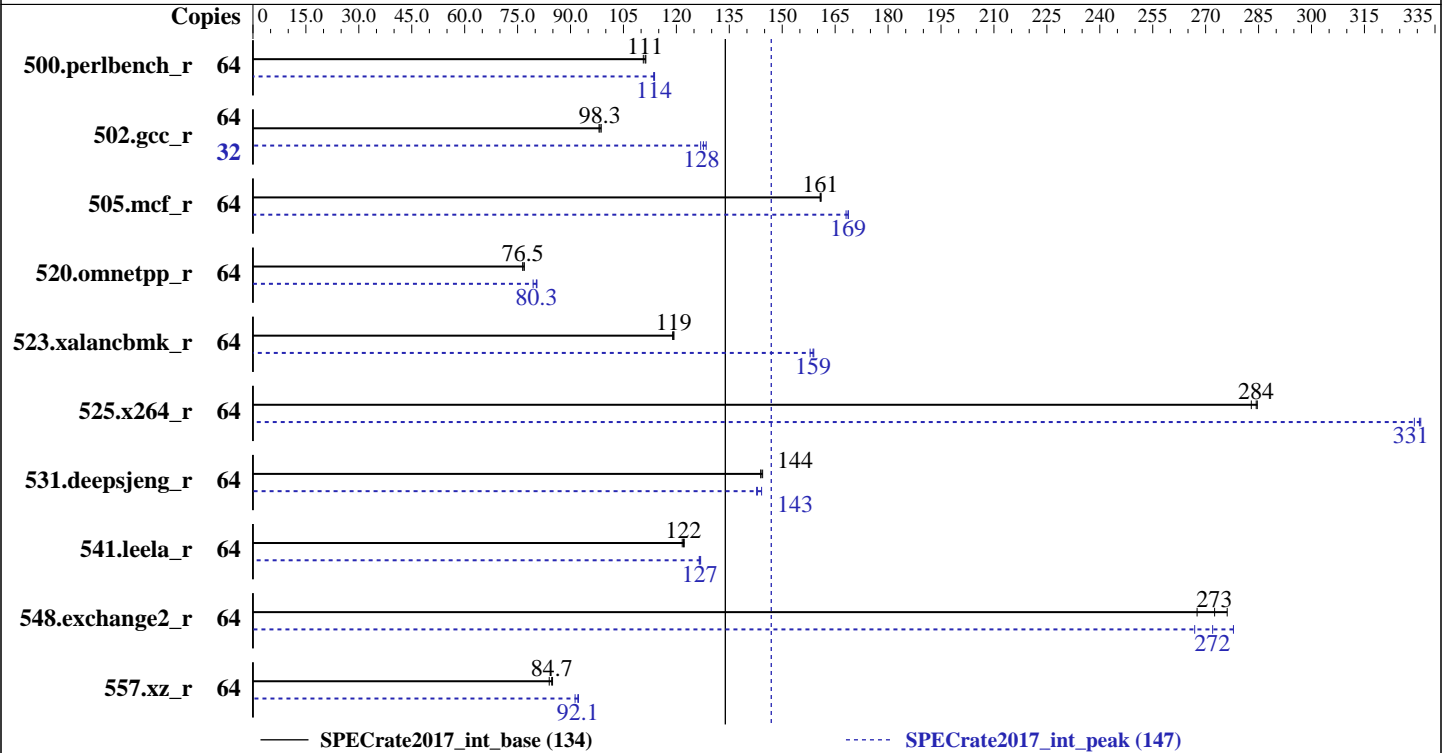 Copies 0 15.0 30.0 45.0 60.0 75.0 90.0 105 120 135 150 165 180 195 210 225 240 255 270 285 300 315 335
111
500.perlbench_r 64
114
64 98.3
502.gcc_r
32 128
161
505.mcf_r 64
169
76.5
520.omnetpp_r 64
80.3
119
523.xalancbmk_r 64
159
284
525.x264_r 64
331
144
531.deepsjeng_r 64
143
122
541.leela_r 64
127
273
548.exchange2_r 64
272
84.7
557.xz_r 64
92.1
SPECrate2017_int_base (134) SPECrate2017_int_peak (147)